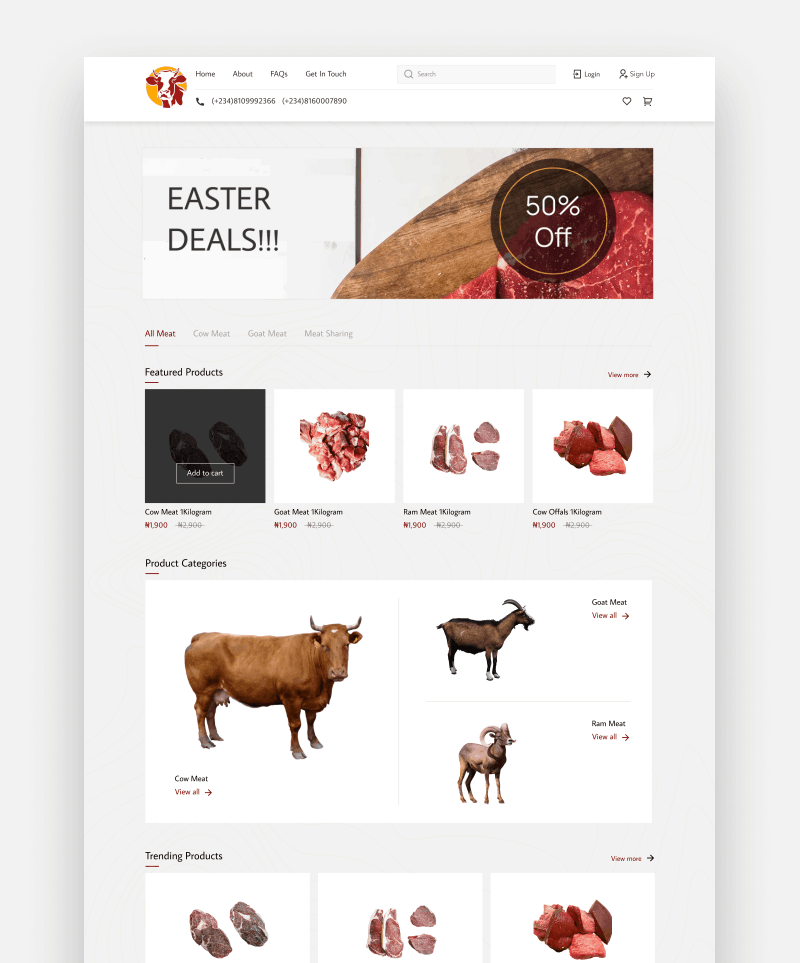 Home About FAQs Get In Touch Search Login Sign Up
(+234)8109992366 (+234)8160007890
EASTER
DEALS!!!
50%
Off
All Meat Cow Meat Goat Meat Meat Sharing
Featured Products View more
Add to cart
Cow Meat 1Kilogram Goat Meat 1Kilogram Ram Meat 1Kilogram Cow Offals 1Kilogram
₦1,900 ₦2,900 ₦1,900 ₦2,900 ₦1,900 ₦2,900 ₦1,900 ₦2,900
Product Categories
Goat Meat
View all
Ram Meat
View all
Cow Meat
View all
Trending Products View more